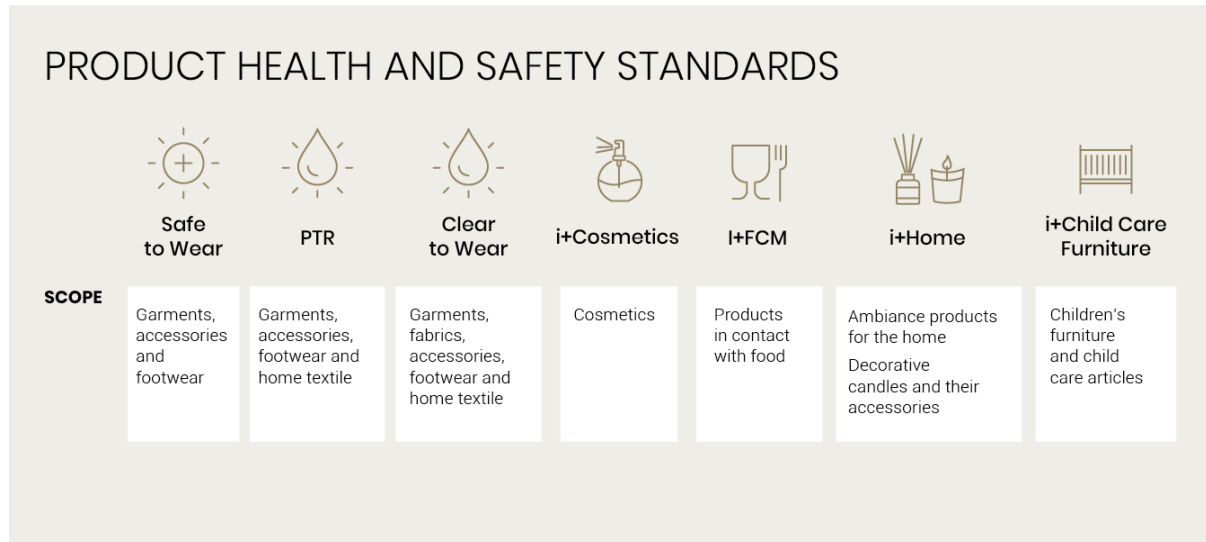 PRODUCT HEALTH AND SAFETY STANDARDS
Safe
to Wear
PTR
Clear
to Wear
i+Cosmetics
I+FCM
i+Home
i+Child Care
Furniture
SCOPE
Garments,
accessories
and
footwear
Garments,
accessories,
footwear and
home textile
Garments,
fabrics,
accessories,
footwear and
home textile
Cosmetics
Products
in contact
with food
Ambiance products
for the home
Decorative
candles and their
accessories
Children's
furniture
and child
care articles